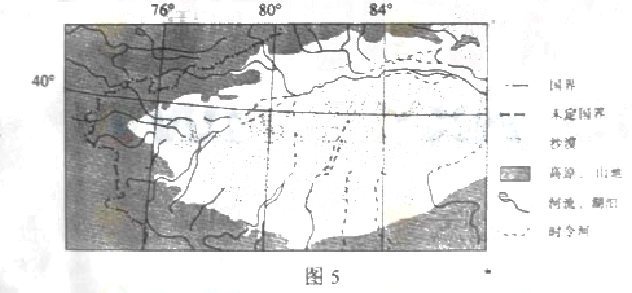 76° 80° 84°
40°
国界
未定国界
沙漠
高原、山地
河流、湖泊
时令河
图 5